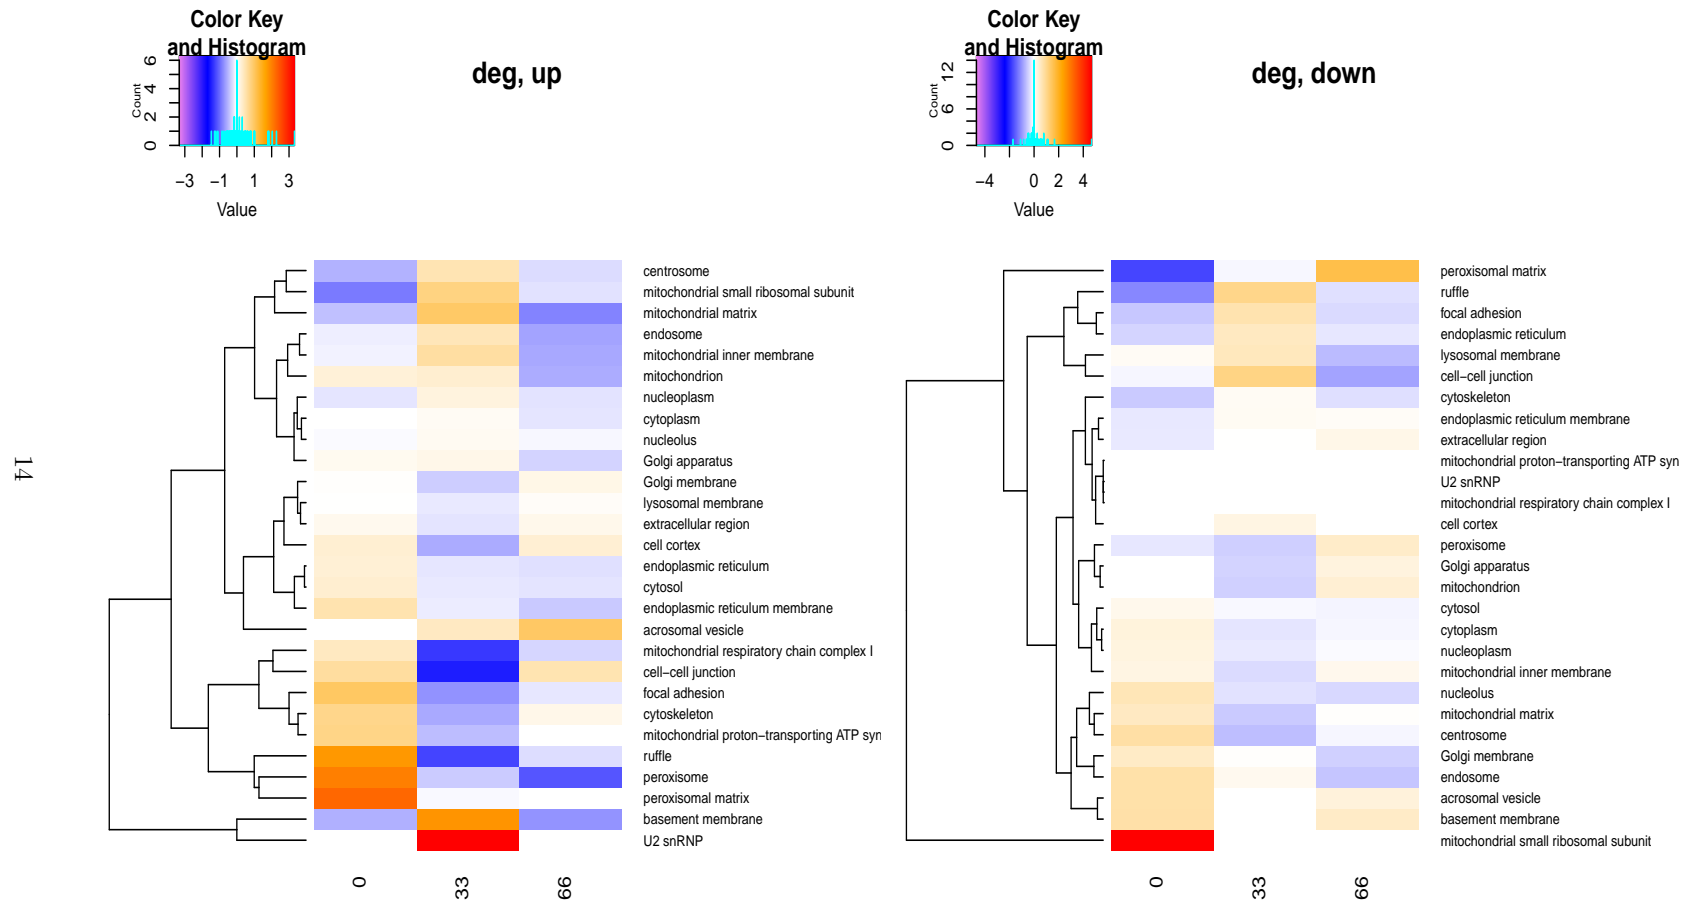 Color Key
and Histogram
Count
0 2 4 6
−3 −1 1 3
Value
deg, up
centrosome
mitochondrial small ribosomal subunit
mitochondrial matrix
endosome
mitochondrial inner membrane
mitochondrion
nucleoplasm
cytoplasm
nucleolus
Golgi apparatus
Golgi membrane
lysosomal membrane
extracellular region
cell cortex
endoplasmic reticulum
cytosol
endoplasmic reticulum membrane
acrosomal vesicle
mitochondrial respiratory chain complex I
cell−cell junction
focal adhesion
cytoskeleton
mitochondrial proton−transporting ATP syn
ruffle
peroxisome
peroxisomal matrix
basement membrane
U2 snRNP
0 33 66
Color Key
and Histogram
Count
0 6 12
−4 0 2 4
Value
deg, down
peroxisomal matrix
ruffle
focal adhesion
endoplasmic reticulum
lysosomal membrane
cell−cell junction
cytoskeleton
endoplasmic reticulum membrane
extracellular region
mitochondrial proton−transporting ATP syn
U2 snRNP
mitochondrial respiratory chain complex I
cell cortex
peroxisome
Golgi apparatus
mitochondrion
cytosol
cytoplasm
nucleoplasm
mitochondrial inner membrane
nucleolus
mitochondrial matrix
centrosome
Golgi membrane
endosome
acrosomal vesicle
basement membrane
mitochondrial small ribosomal subunit
0 33 66
14